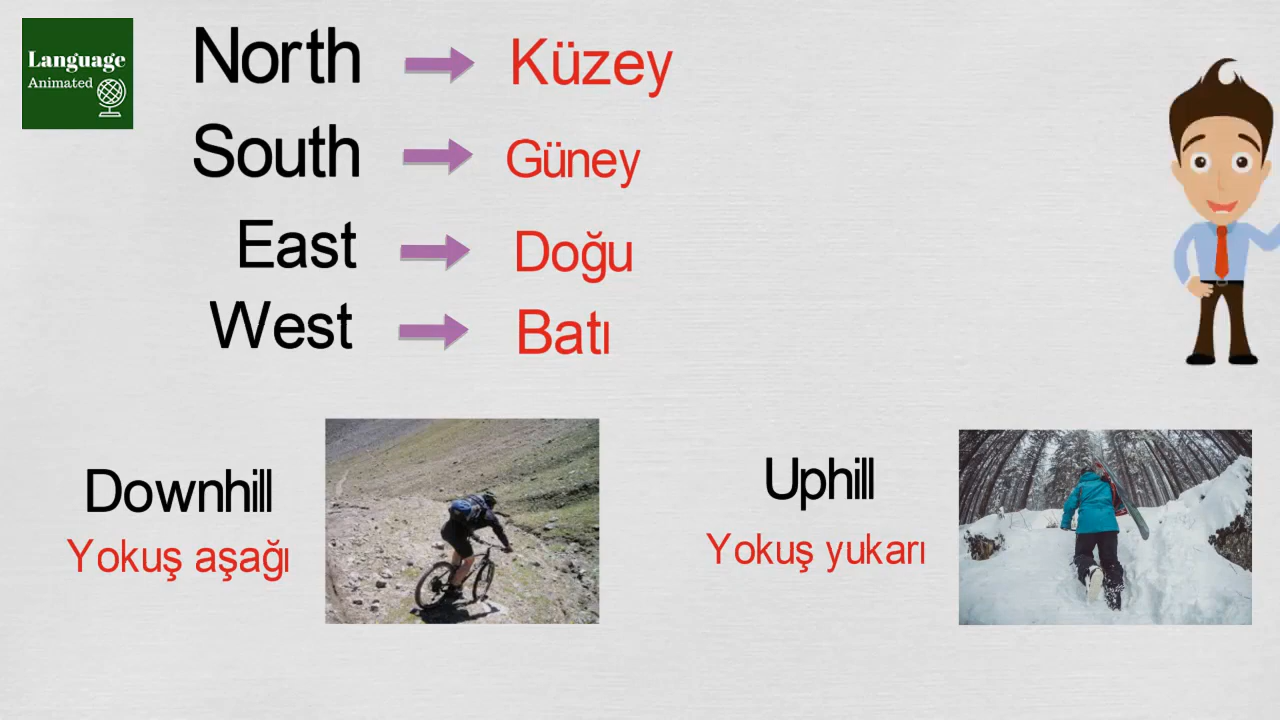 Language
Animated
North → Küzey
South → Güney
East → Doğu
West → Batı
Downhill
Yokuş aşağı
Uphill
Yokuş yukarı